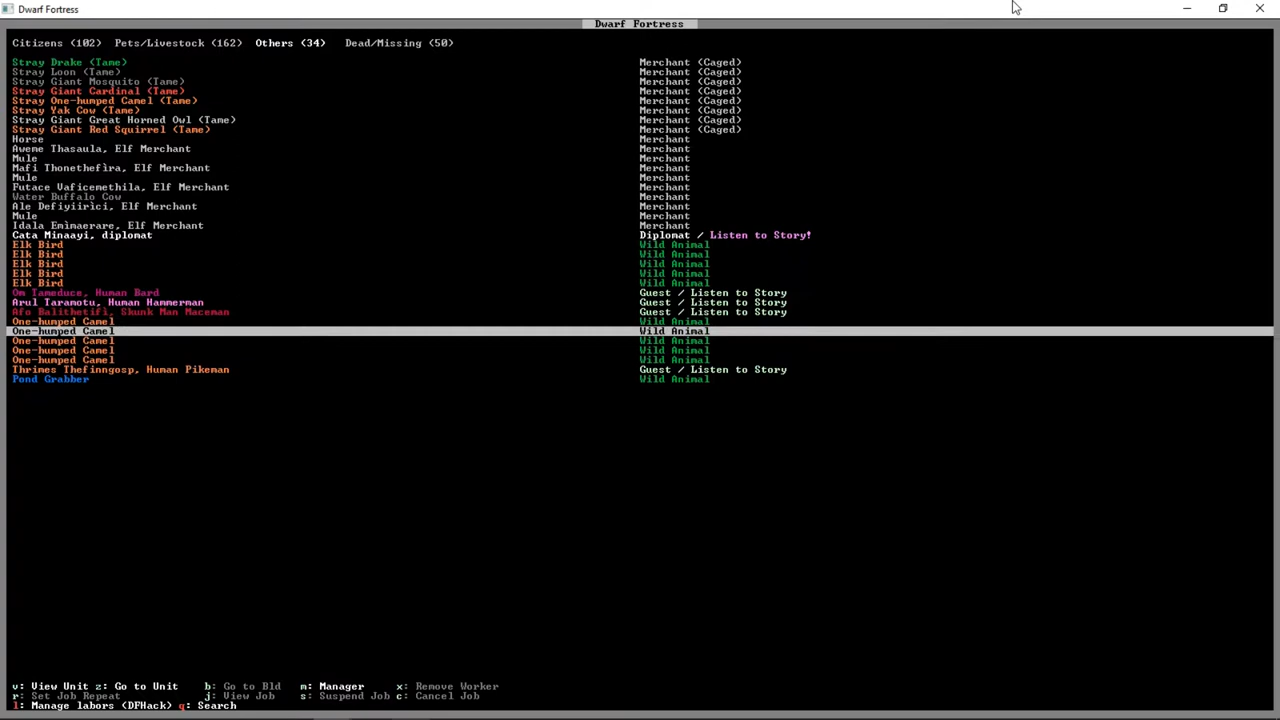 Dwarf Fortress
Dwarf Fortress
Citizens (102) Pets/Livestock (162) Others (34) Dead/Missing (50)
Stray Drake (Tame) Merchant (Caged)
Stray Loon (Tame) Merchant (Caged)
Stray Giant Mosquito (Tame) Merchant (Caged)
Stray Giant Cardinal (Tame) Merchant (Caged)
Stray One-humped Camel (Tame) Merchant (Caged)
Stray Yak Cow (Tame) Merchant (Caged)
Stray Giant Great Horned Owl (Tame) Merchant (Caged)
Stray Giant Red Squirrel (Tame) Merchant (Caged)
Horse Merchant
Aweme Thasaula, Elf Merchant Merchant
Mule Merchant
Mafi Thonethefìra, Elf Merchant Merchant
Mule Merchant
Futace Vaficemethila, Elf Merchant Merchant
Water Buffalo Cow Merchant
Ale Defiyiirìci, Elf Merchant Merchant
Mule Merchant
Idala Emìmaerare, Elf Merchant Merchant
Cata Minaayi, diplomat Diplomat / Listen to Story!
Elk Bird Wild Animal
Elk Bird Wild Animal
Elk Bird Wild Animal
Elk Bird Wild Animal
Elk Bird Wild Animal
Om Tameduce, Human Bard Guest / Listen to Story
Arul Taramotu, Human Hammerman Guest / Listen to Story
Afo Balithetifi, Skunk Man Maceman Guest / Listen to Story
One-humped Camel Wild Animal
One-humped Camel Wild Animal
One-humped Camel Wild Animal
One-humped Camel Wild Animal
One-humped Camel Wild Animal
Thrimes Thefinngosp, Human Pikeman Guest / Listen to Story
Pond Grabber Wild Animal
v: View Unit z: Go to Unit b: Go to Bld m: Manager x: Remove Worker
r: Set Job Repeat j: View Job s: Suspend Job c: Cancel Job
l: Manage labors (DFHack) q: Search